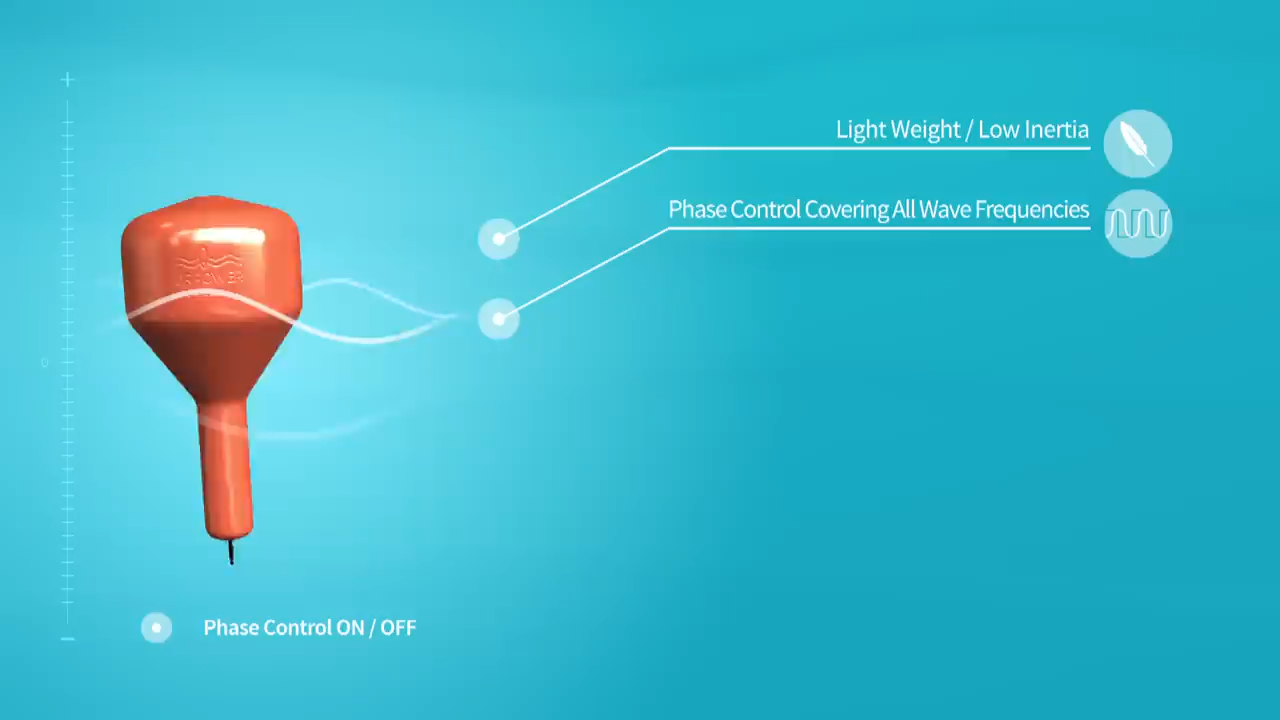 Light Weight / Low Inertia
Phase Control Covering All Wave Frequencies
Phase Control ON / OFF